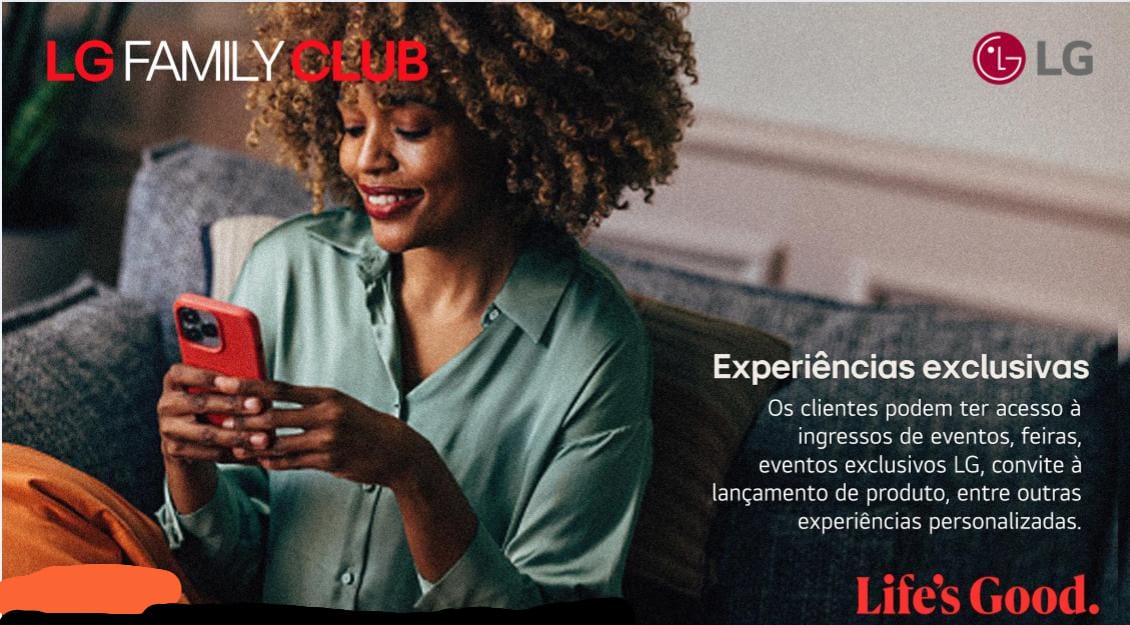 LG FAMILY CLUB
LG
Experiências exclusivas
Os clientes podem ter acesso à
ingressos de eventos, feiras,
eventos exclusivos LG, convite à
lançamento de produto, entre outras
experiências personalizadas.
Life's Good.